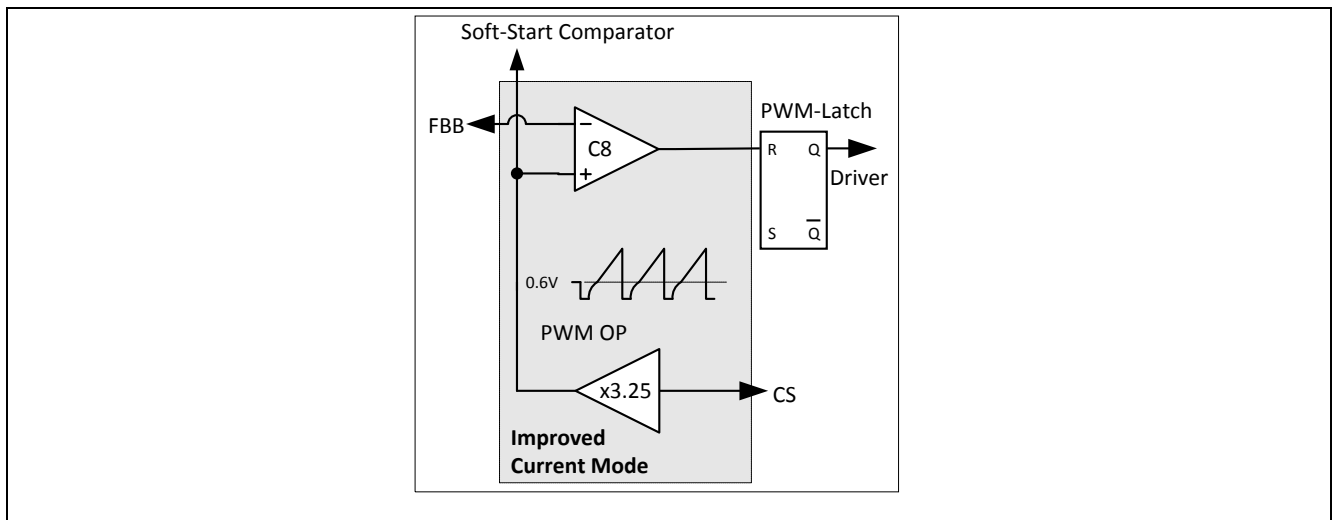 Soft-Start Comparator
FBB
−
C8
+
PWM-Latch
R Q
Driver
S Q̅
0.6V
PWM OP
x3.25
CS
Improved
Current Mode